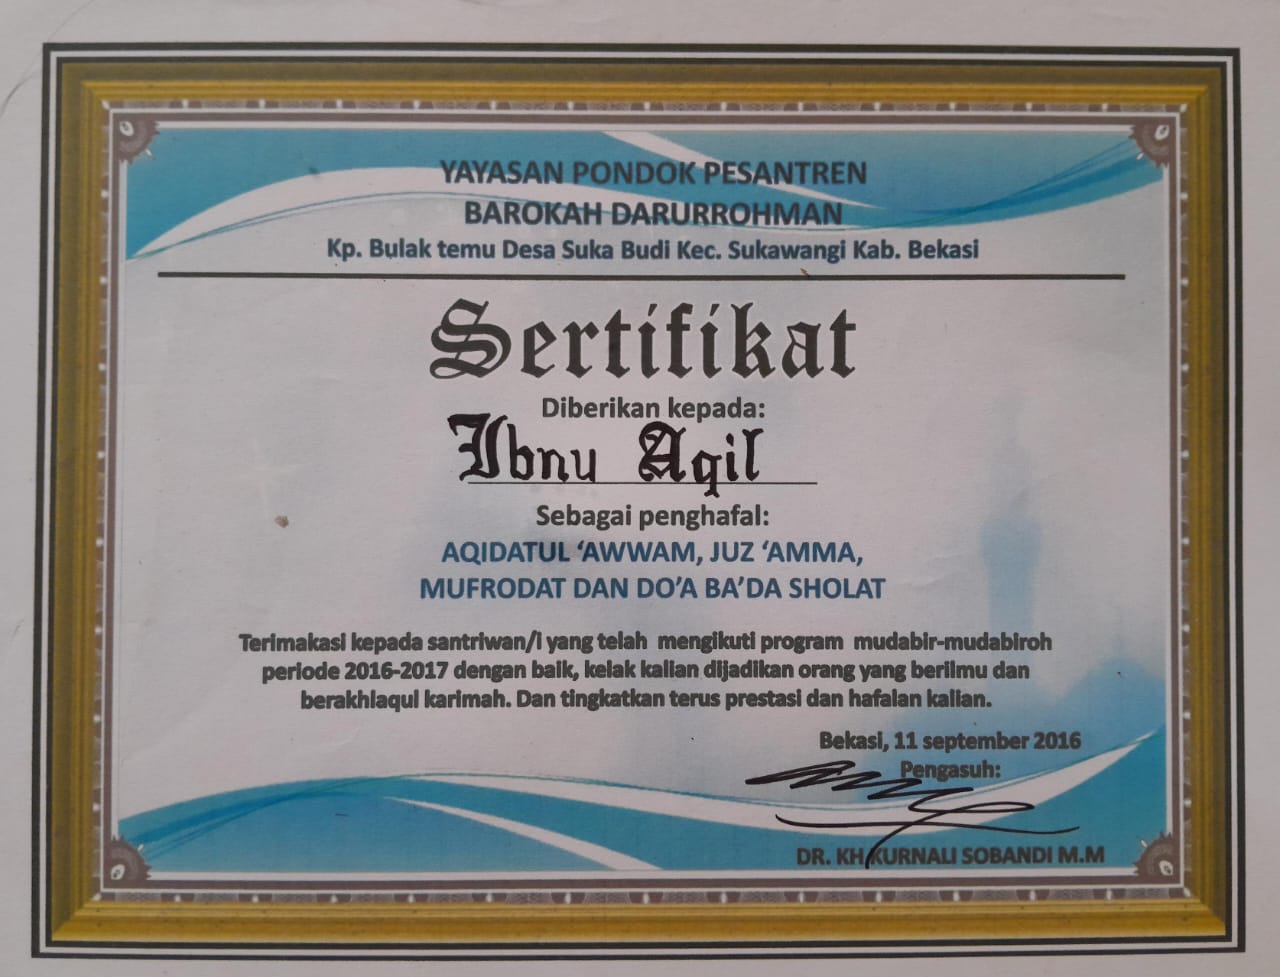 YAYASAN PONDOK PESANTREN
BAROKAH DARURROHMAN
Kp. Bulak temu Desa Suka Budi Kec. Sukawangi Kab. Bekasi
Sertifikat
Diberikan kepada:
Ibnu Aqil
Sebagai penghafal:
AQIDATUL ‘AWWAM, JUZ ‘AMMA,
MUFRODAT DAN DO’A BA’DA SHOLAT
Terimakasi kepada santriwan/i yang telah mengikuti program mudabir-mudabiroh
periode 2016-2017 dengan baik, kelak kalian dijadikan orang yang berilmu dan
berakhlaqul karimah. Dan tingkatkan terus prestasi dan hafalan kalian.
Bekasi, 11 september 2016
Pengasuh:
DR. KH KURNALI SOBANDI M.M